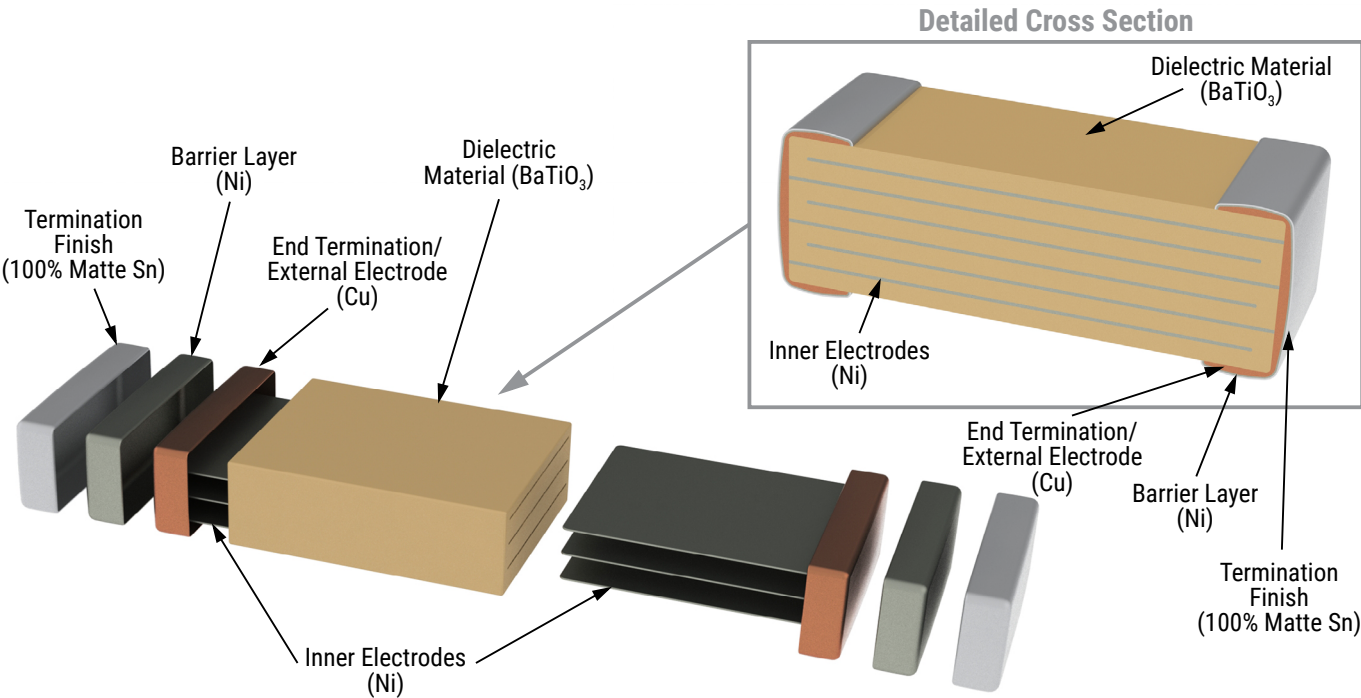 Detailed Cross Section
Dielectric Material
(BaTiO₃)
Inner Electrodes
(Ni)
End Termination/
External Electrode
(Cu)
Barrier Layer
(Ni)
Termination
Finish
(100% Matte Sn)
Termination
Finish
(100% Matte Sn)
Barrier Layer
(Ni)
End Termination/
External Electrode
(Cu)
Dielectric
Material (BaTiO₃)
Inner Electrodes
(Ni)